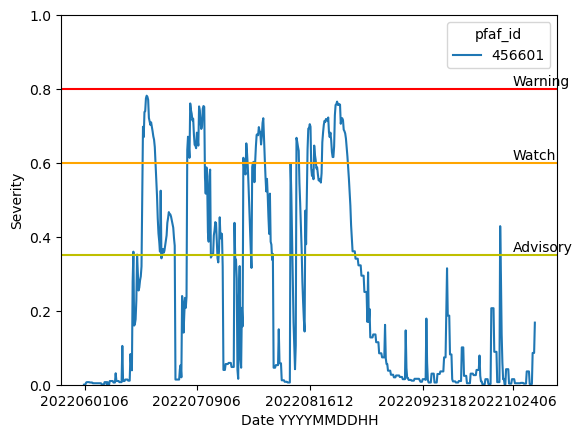 1.0
pfaf_id
456601
Warning
0.8
Watch
0.6
Severity
0.4
Advisory
0.2
0.0
2022060106
2022070906
2022081612
2022092318
2022102406
Date YYYYMMDDHH